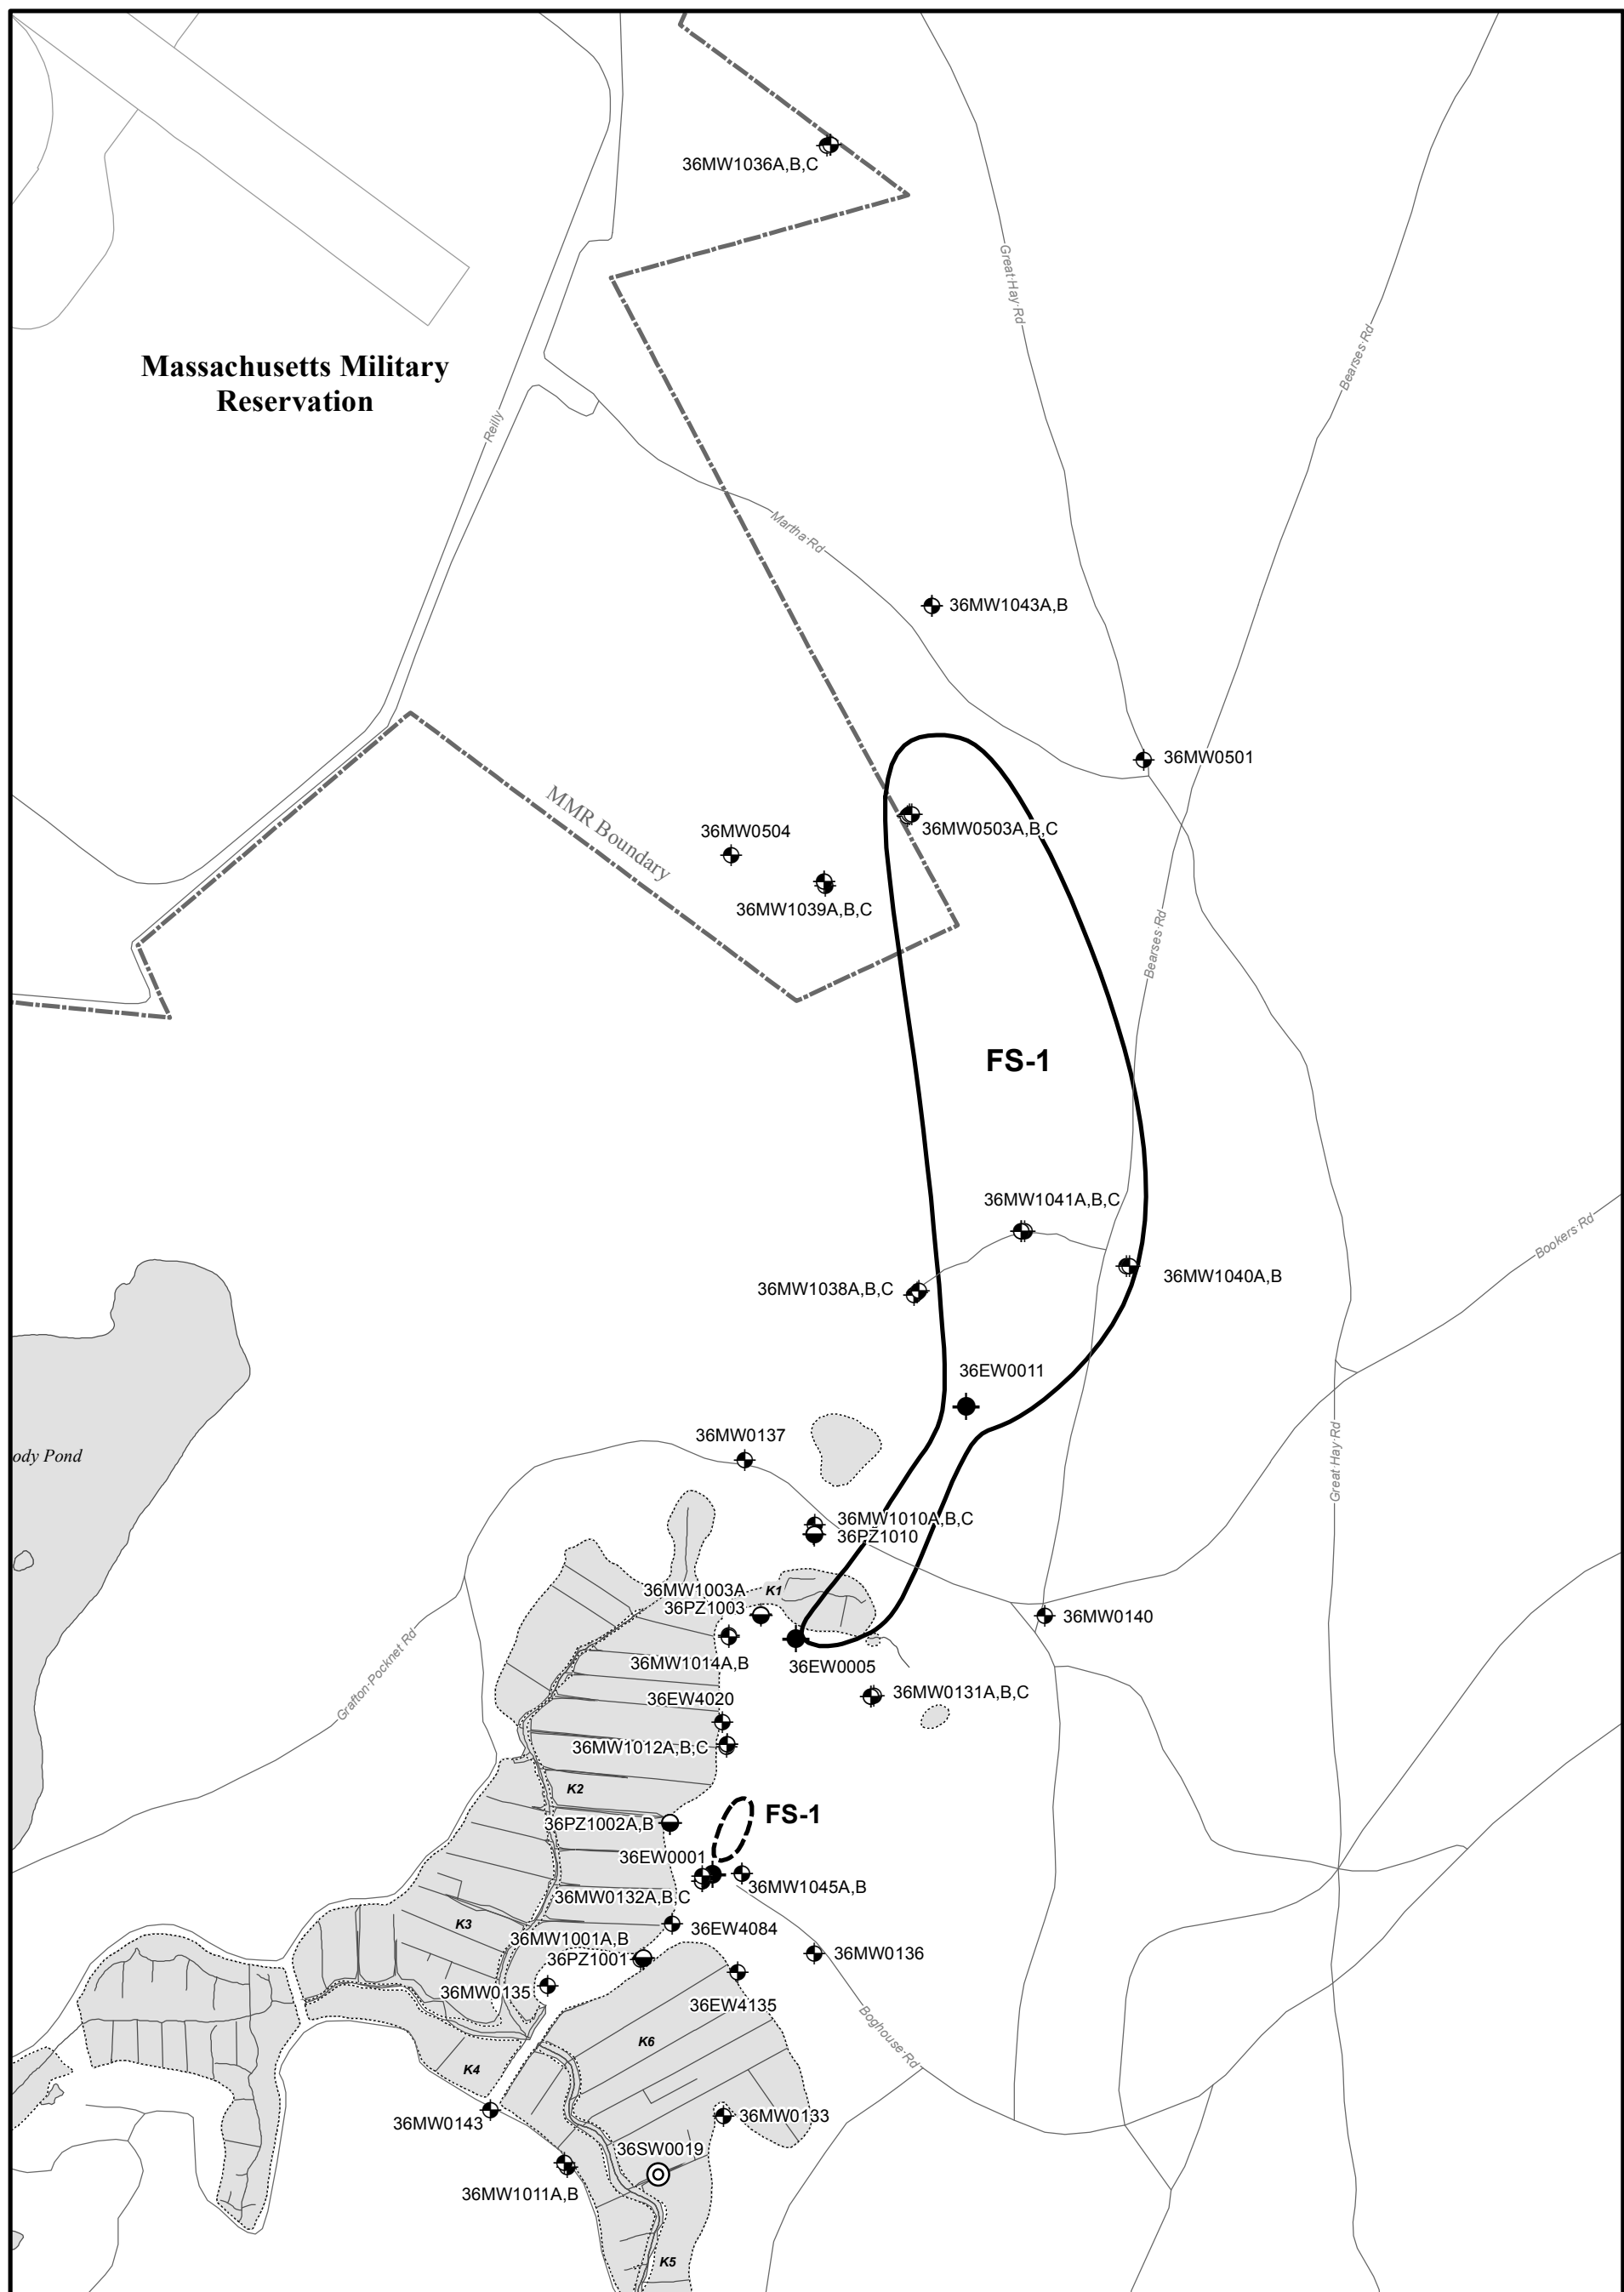 36MW1036A,B,C
Great Hay Rd
Massachusetts Military
Reservation
Bearses Rd
Reilly
Martha Rd
36MW1043A,B
36MW0501
MMR Boundary
36MW0503A,B,C
36MW0504
36MW1039A,B,C
Bearses Rd
FS-1
36MW1041A,B,C
Bookers Rd
36MW1040A,B
36MW1038A,B,C
36EW0011
36MW0137
ody Pond
Great Hay Rd
36MW1010A,B,C
36PZ1010
36MW1003A
K1
36PZ1003
36MW0140
Grafton-Pocknet Rd
36MW1014A,B
36EW0005
36EW4020
36MW0131A,B,C
36MW1012A,B,C
K2
FS-1
36PZ1002A,B
36EW0001
36MW1045A,B
36MW0132A,B,C
K3
36EW4084
36MW1001A,B
36MW0136
36PZ1001
36MW0135
36EW4135
Boghouse Rd
K6
K4
36MW0143
36MW0133
36SW0019
36MW1011A,B
K5